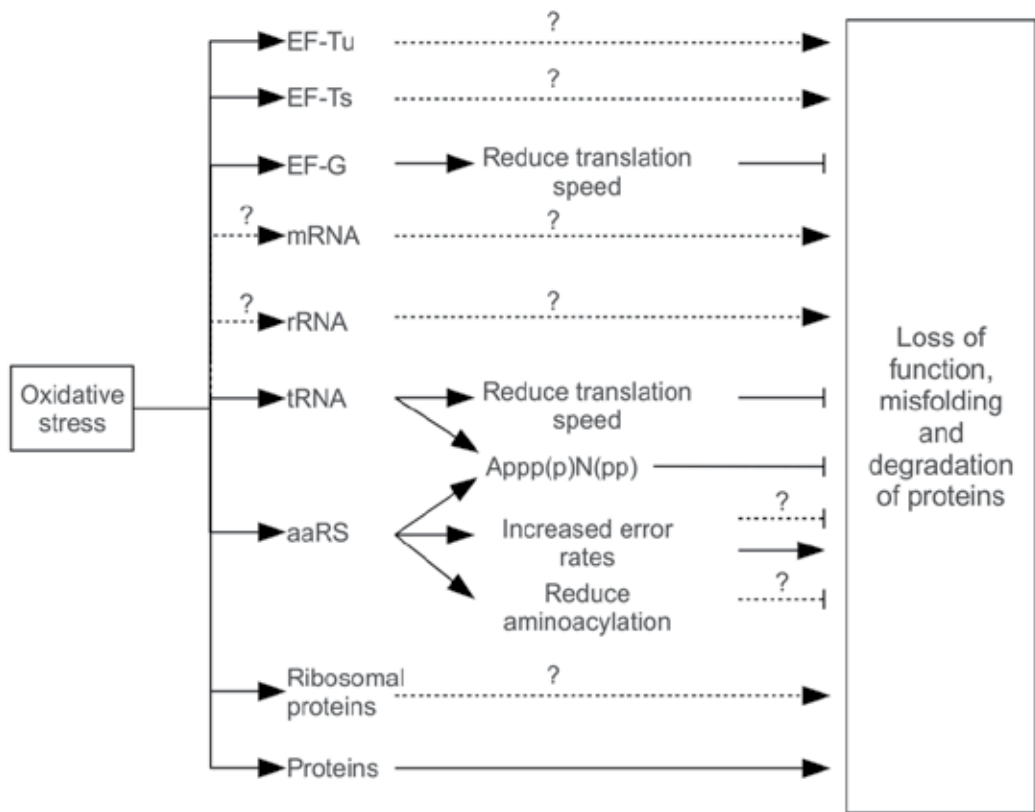 ?
EF-Tu
?
EF-Ts
EF-G
Reduce translation
speed
?
mRNA
?
?
rRNA
?
Oxidative
stress
tRNA
Reduce translation
speed
Appp(p)N(pp)
aaRS
Increased error
rates
?
Reduce
aminoacylation
?
Ribosomal
proteins
?
Proteins
Loss of
function,
misfolding
and
degradation
of proteins